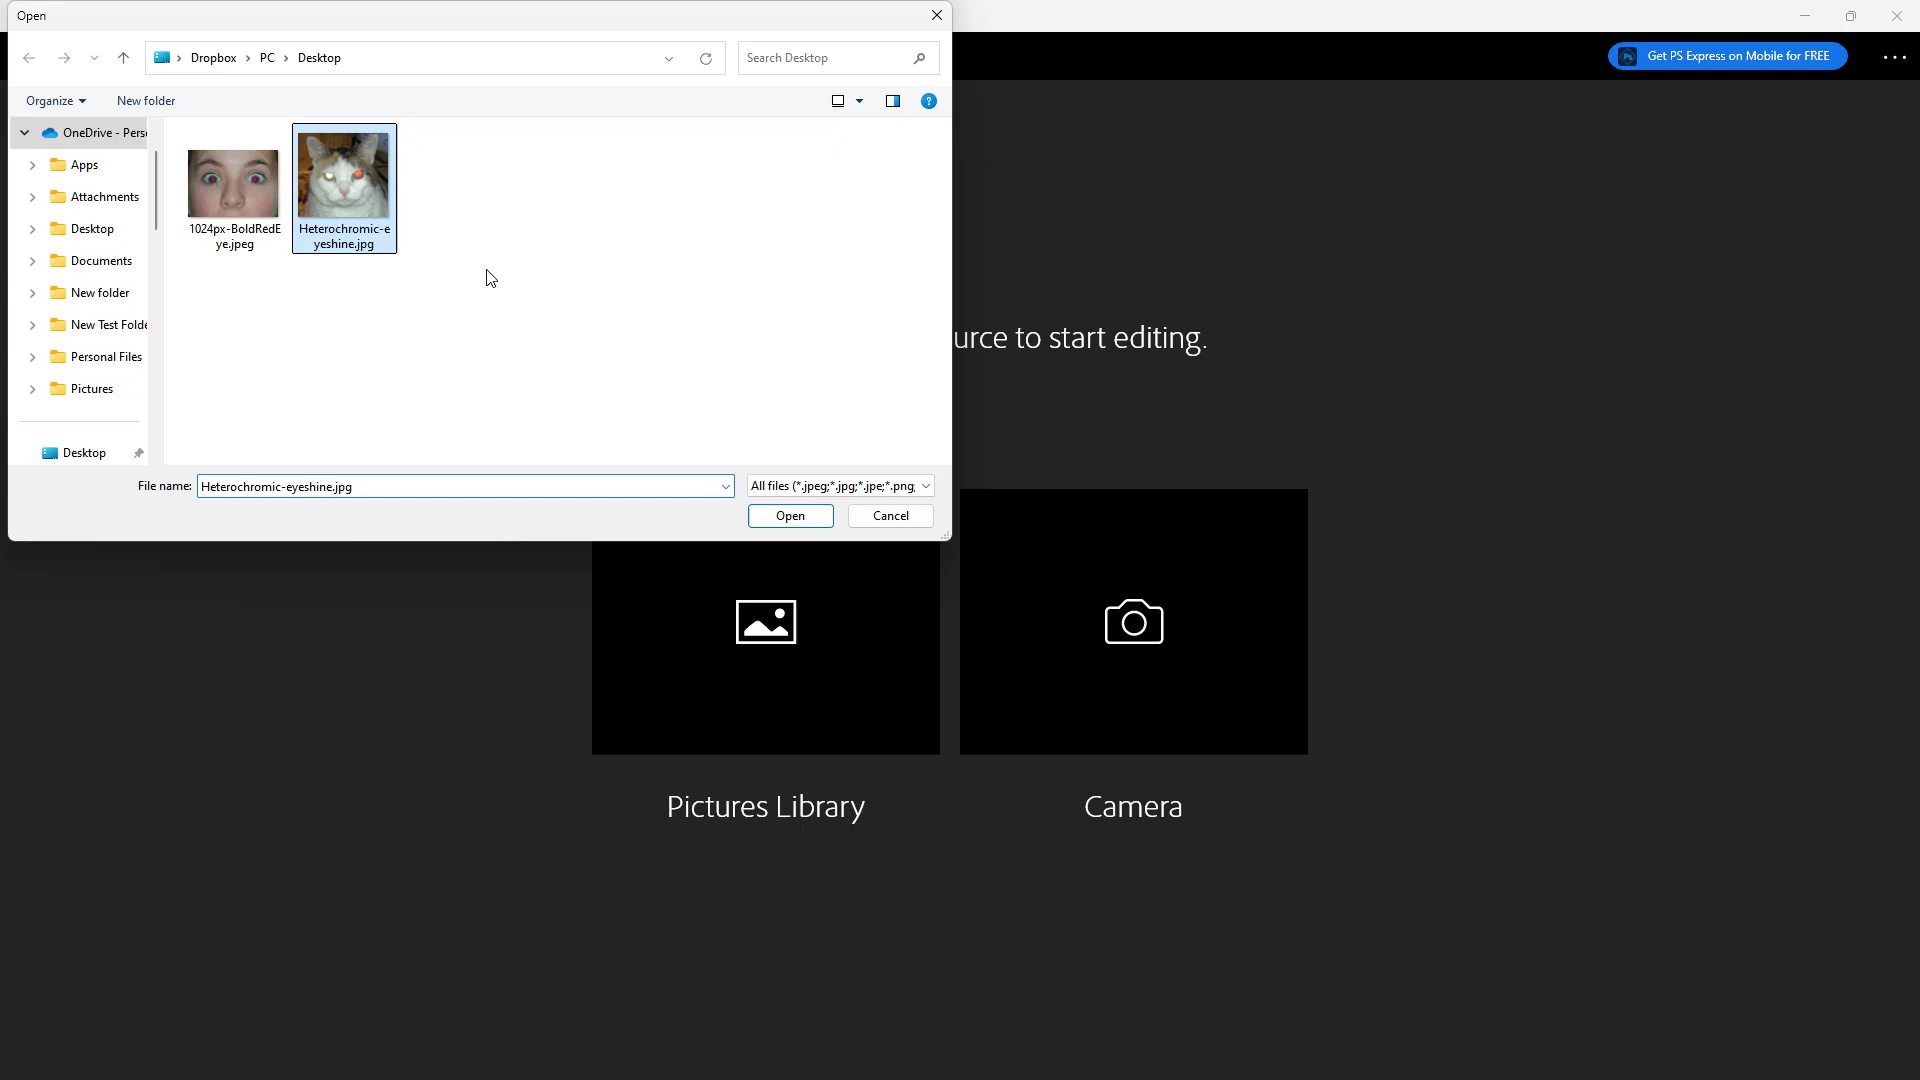 Open
Dropbox > PC > Desktop
Search Desktop
Get PS Express on Mobile for FREE
Organize
New folder
OneDrive - Perso
Apps
Attachments
Desktop
Documents
New folder
New Test Folde
Personal Files
Pictures
Desktop
1024px-BoldRedE
ye.jpeg
Heterochromic-e
yeshine.jpg
urce to start editing.
File name: Heterochromic-eyeshine.jpg
All files (*.jpeg;*.jpg;*.jpe;*.png;
Open
Cancel
Pictures Library
Camera